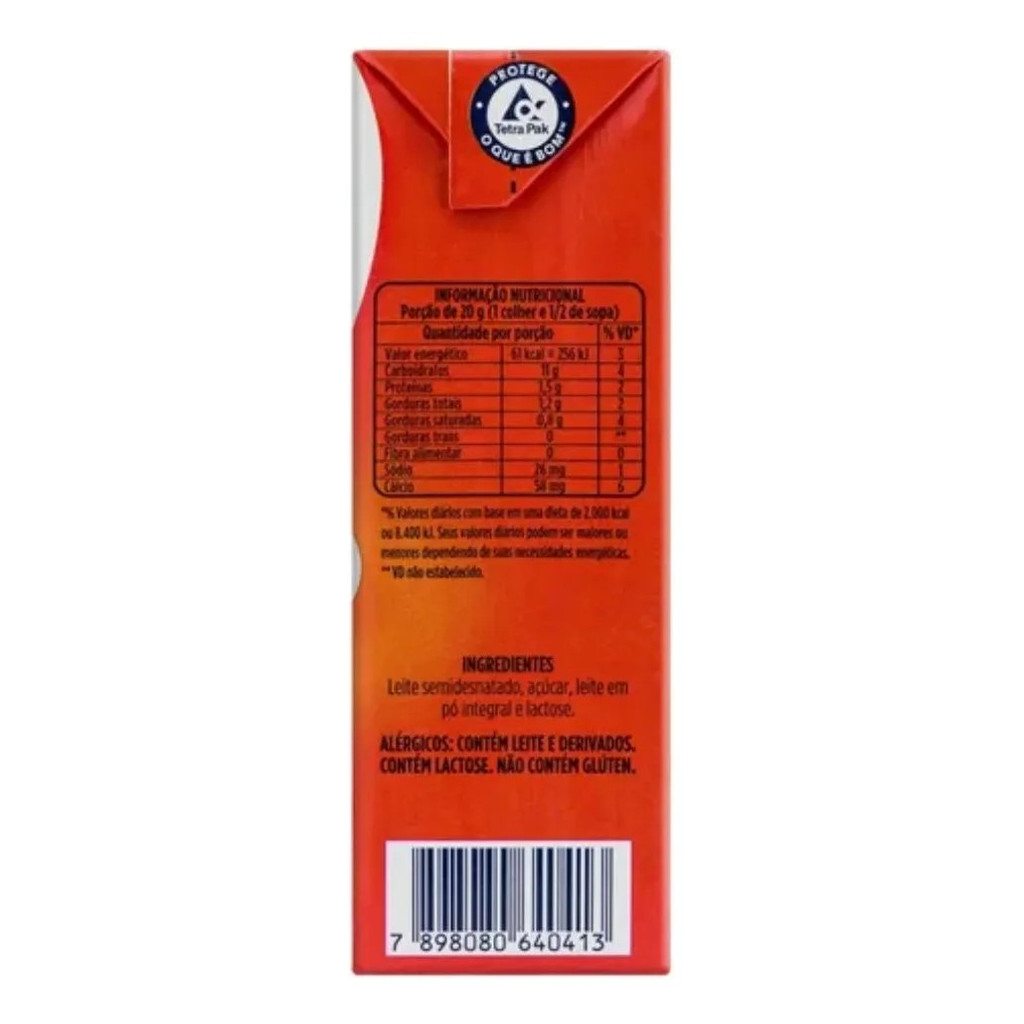 PROTEGE
Tetra Pak
O QUE É BOM™
INFORMAÇÃO NUTRICIONAL
Porção de 20 g (1 colher e 1/2 de sopa)
Quantidade por porção % VD*
Valor energético 61 kcal = 256 kJ 3
Carboidratos 11 g 4
Proteínas 1,5 g 2
Gorduras totais 1,2 g 2
Gorduras saturadas 0,8 g 4
Gorduras trans 0 **
Fibra alimentar 0 0
Sódio 26 mg 1
Cálcio 58 mg 6
*% Valores diários com base em uma dieta de 2.000 kcal
ou 8.400 kJ. Seus valores diários podem ser maiores ou
menores dependendo de suas necessidades energéticas.
** VD não estabelecido.
INGREDIENTES
Leite semidesnatado, açúcar, leite em
pó integral e lactose.
ALÉRGICOS: CONTÉM LEITE E DERIVADOS.
CONTÉM LACTOSE. NÃO CONTÉM GLÚTEN.
7 898080 640413